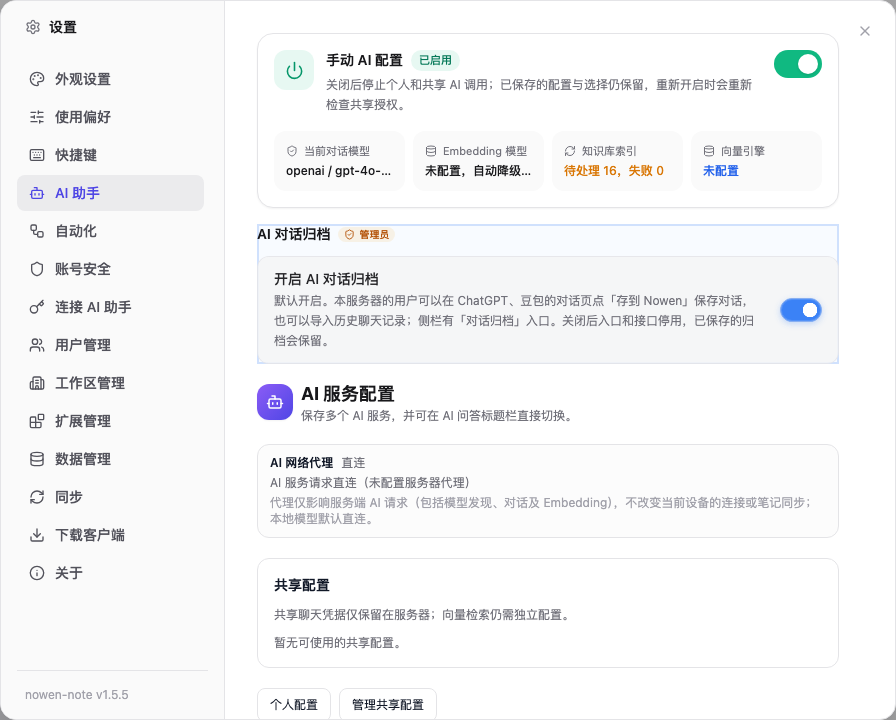 设置
外观设置
使用偏好
快捷键
AI 助手
自动化
账号安全
连接 AI 助手
用户管理
工作区管理
扩展管理
数据管理
同步
下载客户端
关于
nowen-note v1.5.5
手动 AI 配置 已启用
关闭后停止个人和共享 AI 调用；已保存的配置与选择仍保留，重新开启时会重新
检查共享授权。
当前对话模型
openai / gpt-4o-...
Embedding 模型
未配置，自动降级...
知识库索引
待处理 16，失败 0
向量引擎
未配置
AI 对话归档 管理员
开启 AI 对话归档
默认开启。本服务器的用户可以在 ChatGPT、豆包的对话页点「存到 Nowen」保存对话，
也可以导入历史聊天记录；侧栏有「对话归档」入口。关闭后入口和接口停用，已保存的归
档会保留。
AI 服务配置
保存多个 AI 服务，并可在 AI 问答标题栏直接切换。
AI 网络代理 直连
AI 服务请求直连（未配置服务器代理）
代理仅影响服务端 AI 请求（包括模型发现、对话及 Embedding），不改变当前设备的连接或笔记同步；
本地模型默认直连。
共享配置
共享聊天凭据仅保留在服务器；向量检索仍需独立配置。
暂无可使用的共享配置。
个人配置 管理共享配置